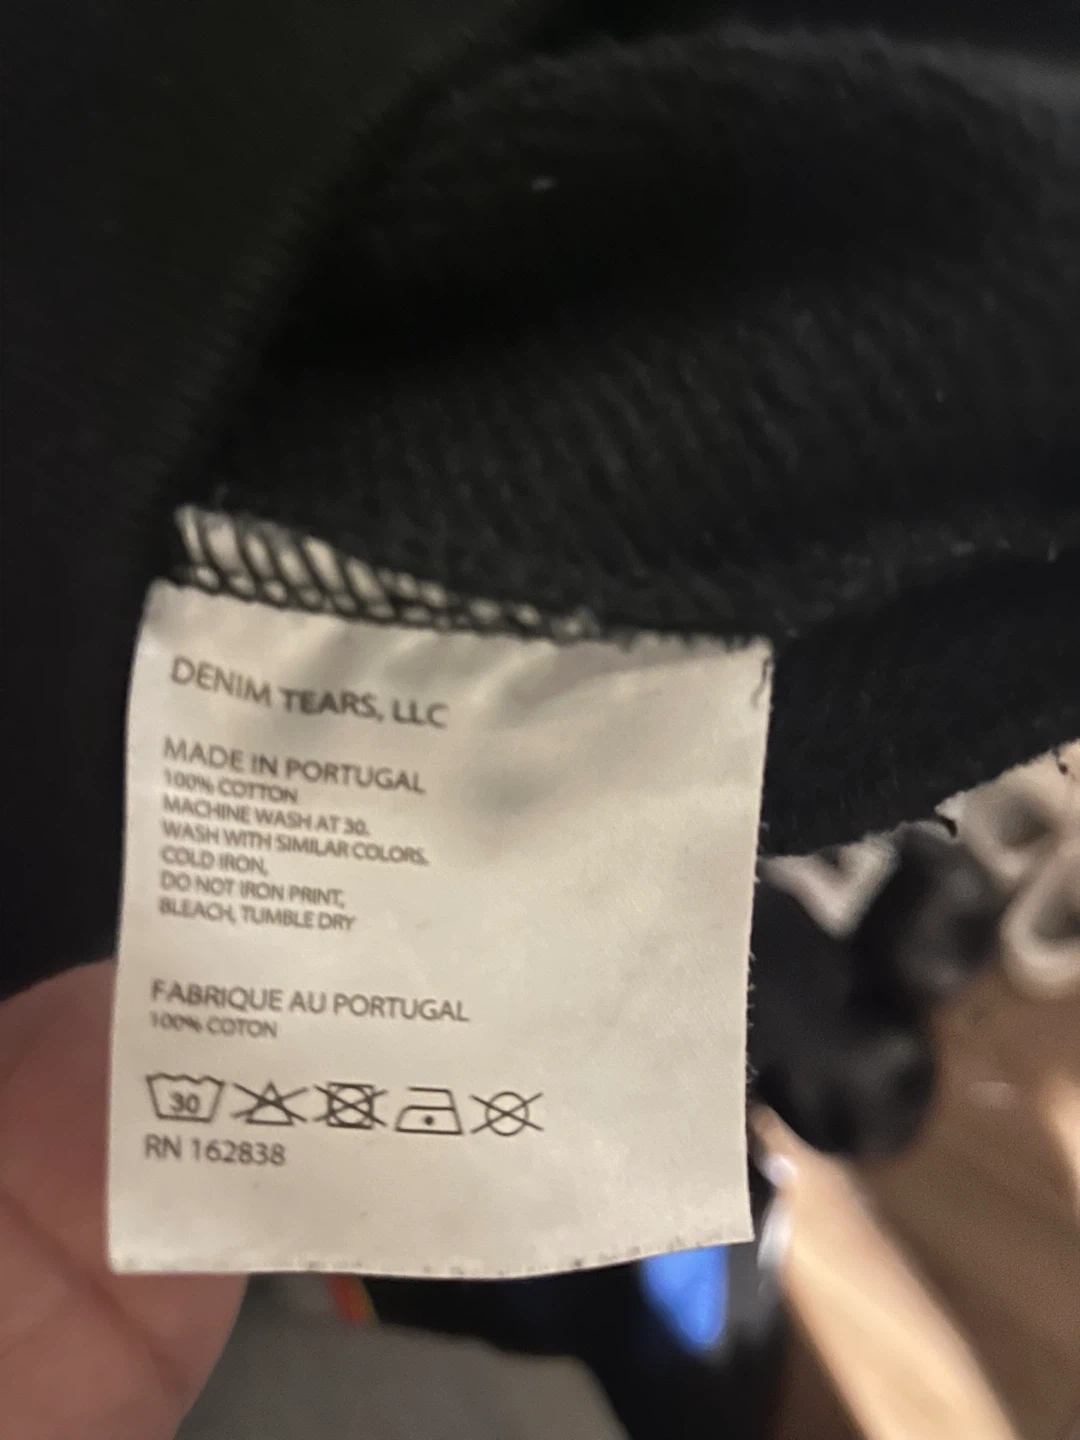 DENIM TEARS, LLC
MADE IN PORTUGAL
100% COTTON
MACHINE WASH AT 30.
WASH WITH SIMILAR COLORS.
COLD IRON,
DO NOT IRON PRINT,
BLEACH, TUMBLE DRY
FABRIQUE AU PORTUGAL
100% COTON
30
RN 162838